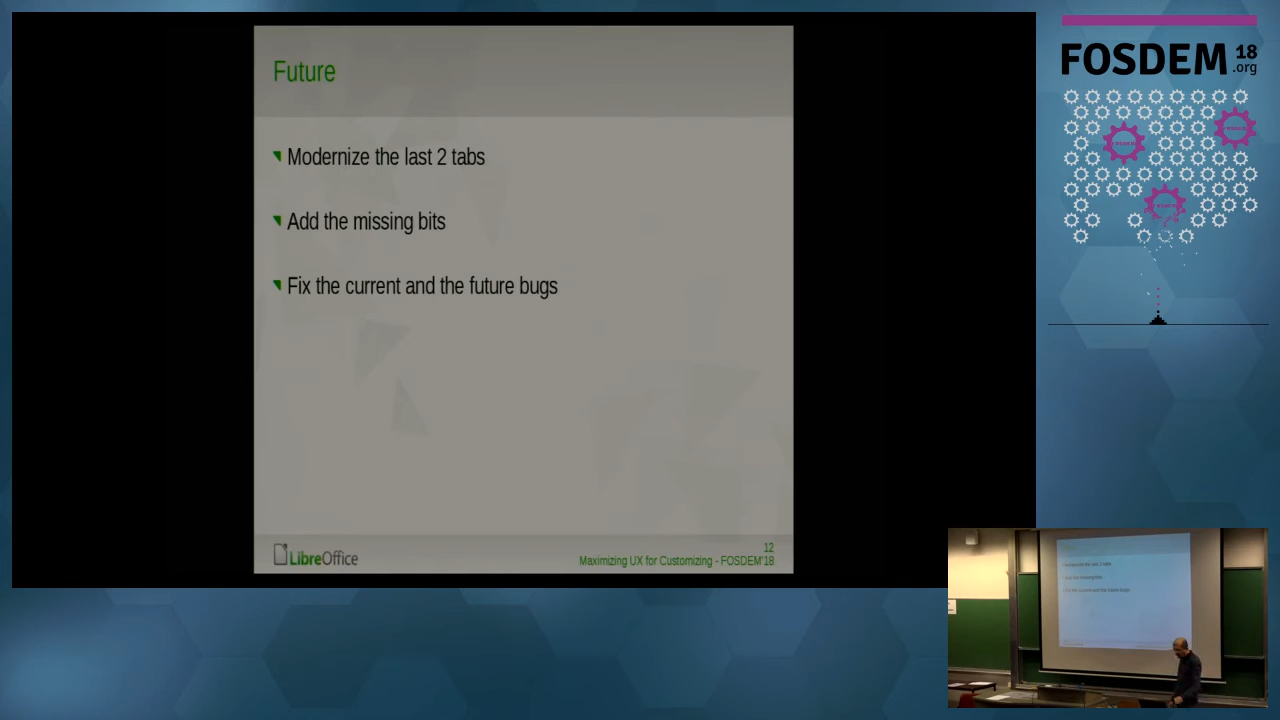 Future
Modernize the last 2 tabs
Add the missing bits
Fix the current and the future bugs
LibreOffice
12
Maximizing UX for Customizing - FOSDEM'18
FOSDEM 18
.org